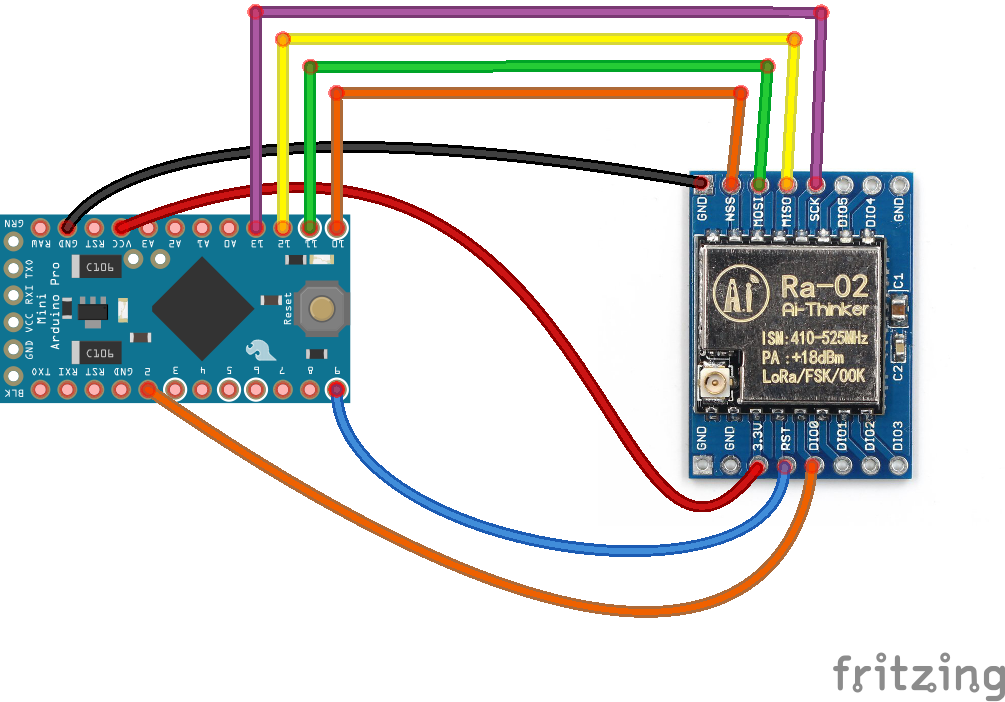 GRN
RAW
GND
RST
VCC
A3
A2
A1
A0
13
12
11
10
BLK
GND
VCC
RXI
TXO
C106
C106
Arduino Pro
Mini
Reset
TXO
RXI
RST
GND
2
3
4
5
6
7
8
9
GND
NSS
MOSI
MISO
SCK
DIO5
DIO4
GND
Ai
Ra-02
Ai-Thinker
ISM:410-525MHz
PA :+18dBm
LoRa/FSK/OOK
C1
C2
GND
GND
3.3V
RST
DIO0
DIO1
DIO2
DIO3
fritzing